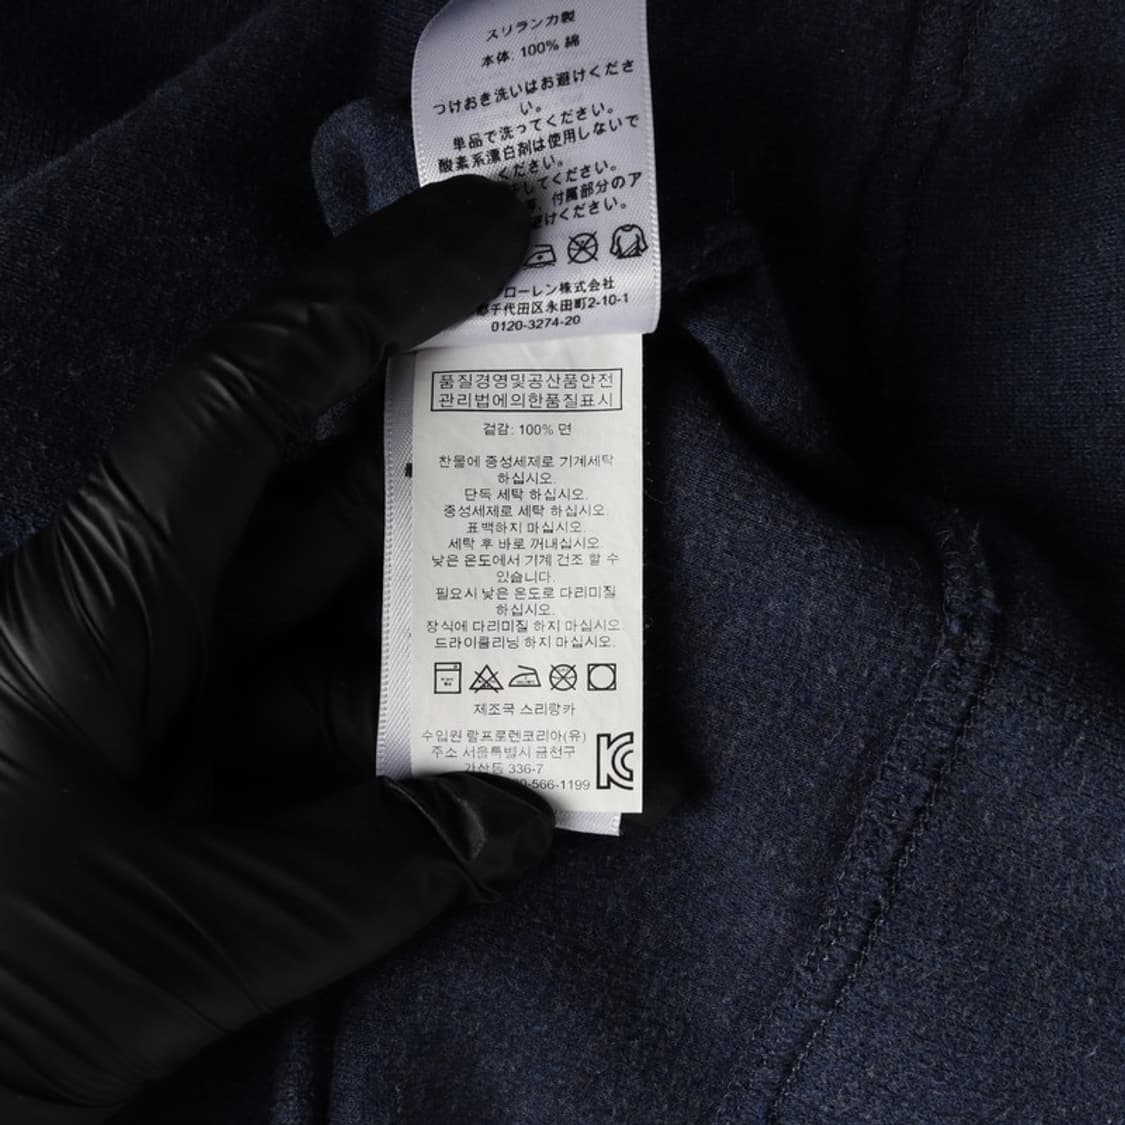 スリランカ製
本体: 100% 綿
つけおき洗いはお避けくださ
い。
単品で洗ってください。
酸素系漂白剤は使用しないで
ください。
してください。
付属部分のア
けください。
ローレン株式会社
千代田区永田町2-10-1
0120-3274-20
품질경영및공산품안전
관리법에의한품질표시
겉감: 100% 면
찬물에 중성세제로 기계세탁
하십시오.
단독 세탁 하십시오.
중성세제로 세탁 하십시오.
표백하지 마십시오.
세탁 후 바로 꺼내십시오.
낮은 온도에서 기계 건조 할 수
있습니다.
필요시 낮은 온도로 다리미질
하십시오.
장식에 다리미질 하지 마십시오.
드라이클리닝 하지 마십시오.
제조국 스리랑카
수입원 랄프로렌코리아(유)
주소 서울특별시 금천구
가산동 336-7
-566-1199